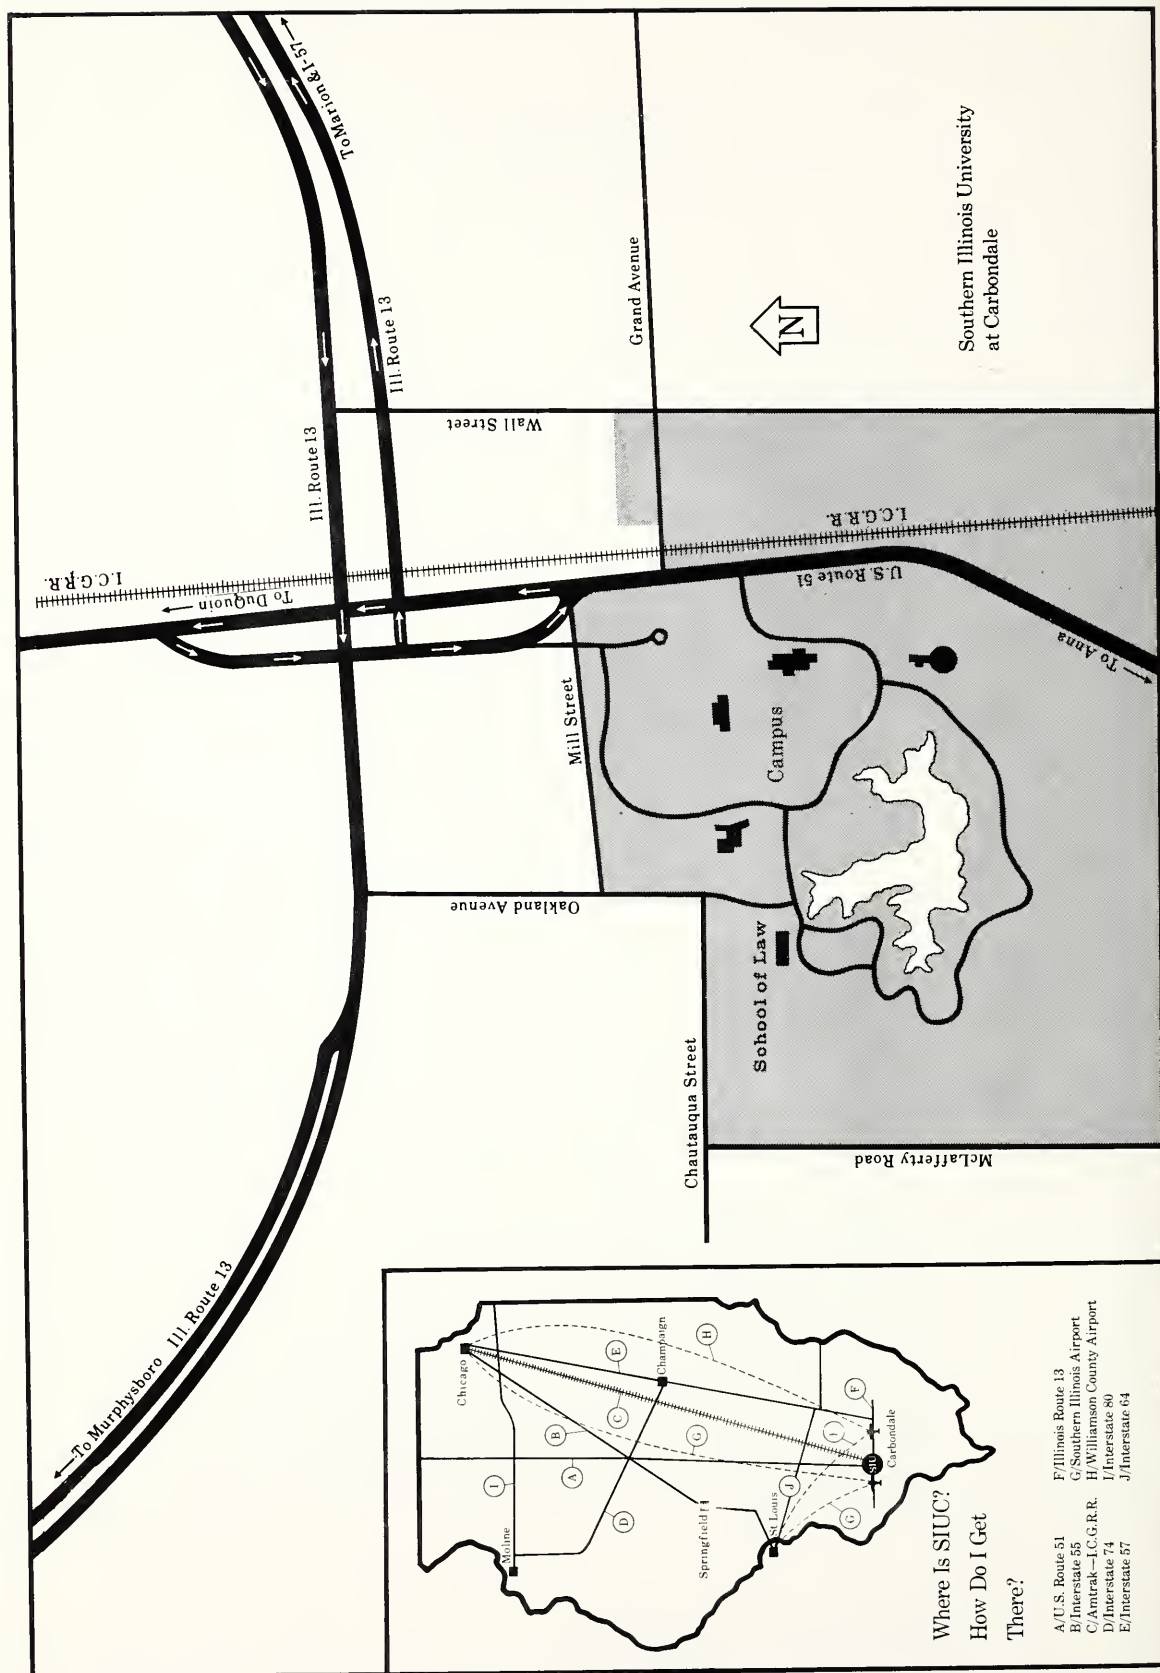 To Marion & I-57
Ill. Route 13
Ill. Route 13
I.C.G.R.R.
To DuQuoin
Wall Street
Grand Avenue
N
Southern Illinois University
at Carbondale
I.C.G.R.R.
U.S. Route 51
To Anna
Mill Street
Campus
Oakland Avenue
School of Law
Chautauqua Street
McLafferty Road
To Murphysboro Ill. Route 13
Chicago
Moline
Champaign
Springfield
St Louis
Carbondale
SIU
A
B
C
D
E
F
G
G
H
I
J
Where Is SIUC?
How Do I Get
There?
A/U.S. Route 51
B/Interstate 55
C/Amtrak—I.C.G.R.R.
D/Interstate 74
E/Interstate 57
F/Illinois Route 13
G/Southern Illinois Airport
H/Williamson County Airport
I/Interstate 80
J/Interstate 64